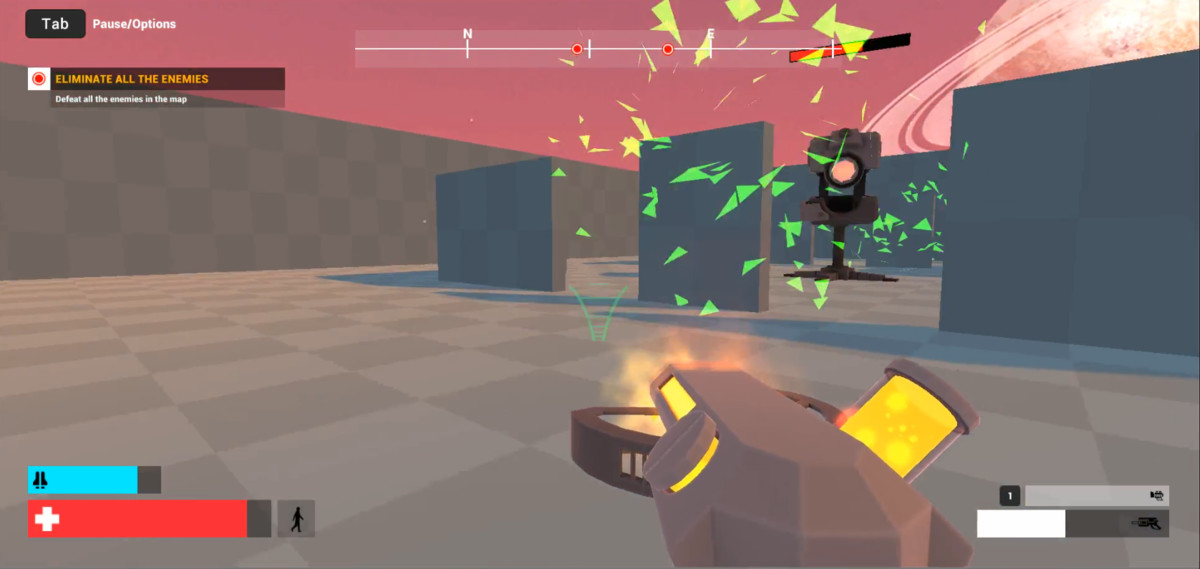 Tab Pause/Options
N
E
ELIMINATE ALL THE ENEMIES
Defeat all the enemies in the map
1